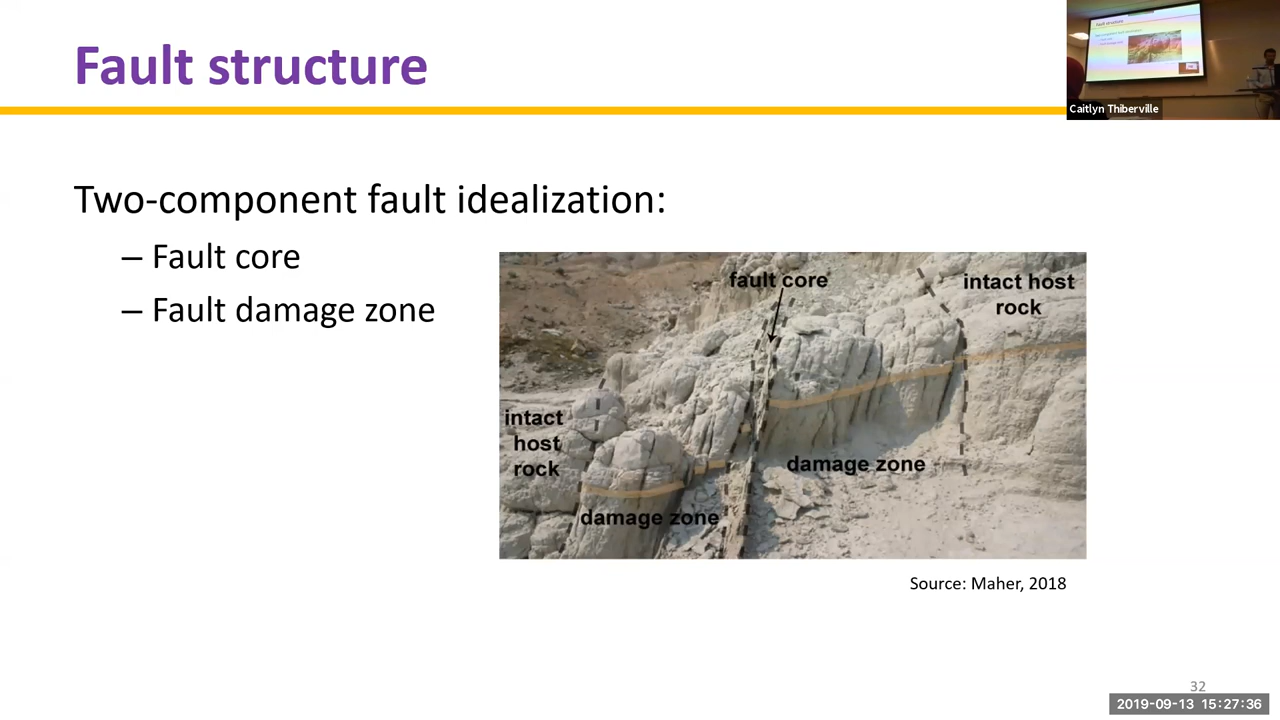 Fault structure
Caitlyn Thiberville
Two-component fault idealization:
– Fault core
– Fault damage zone
fault core
intact host
rock
intact
host
rock
damage zone
damage zone
Source: Maher, 2018
32
2019-09-13 15:27:36